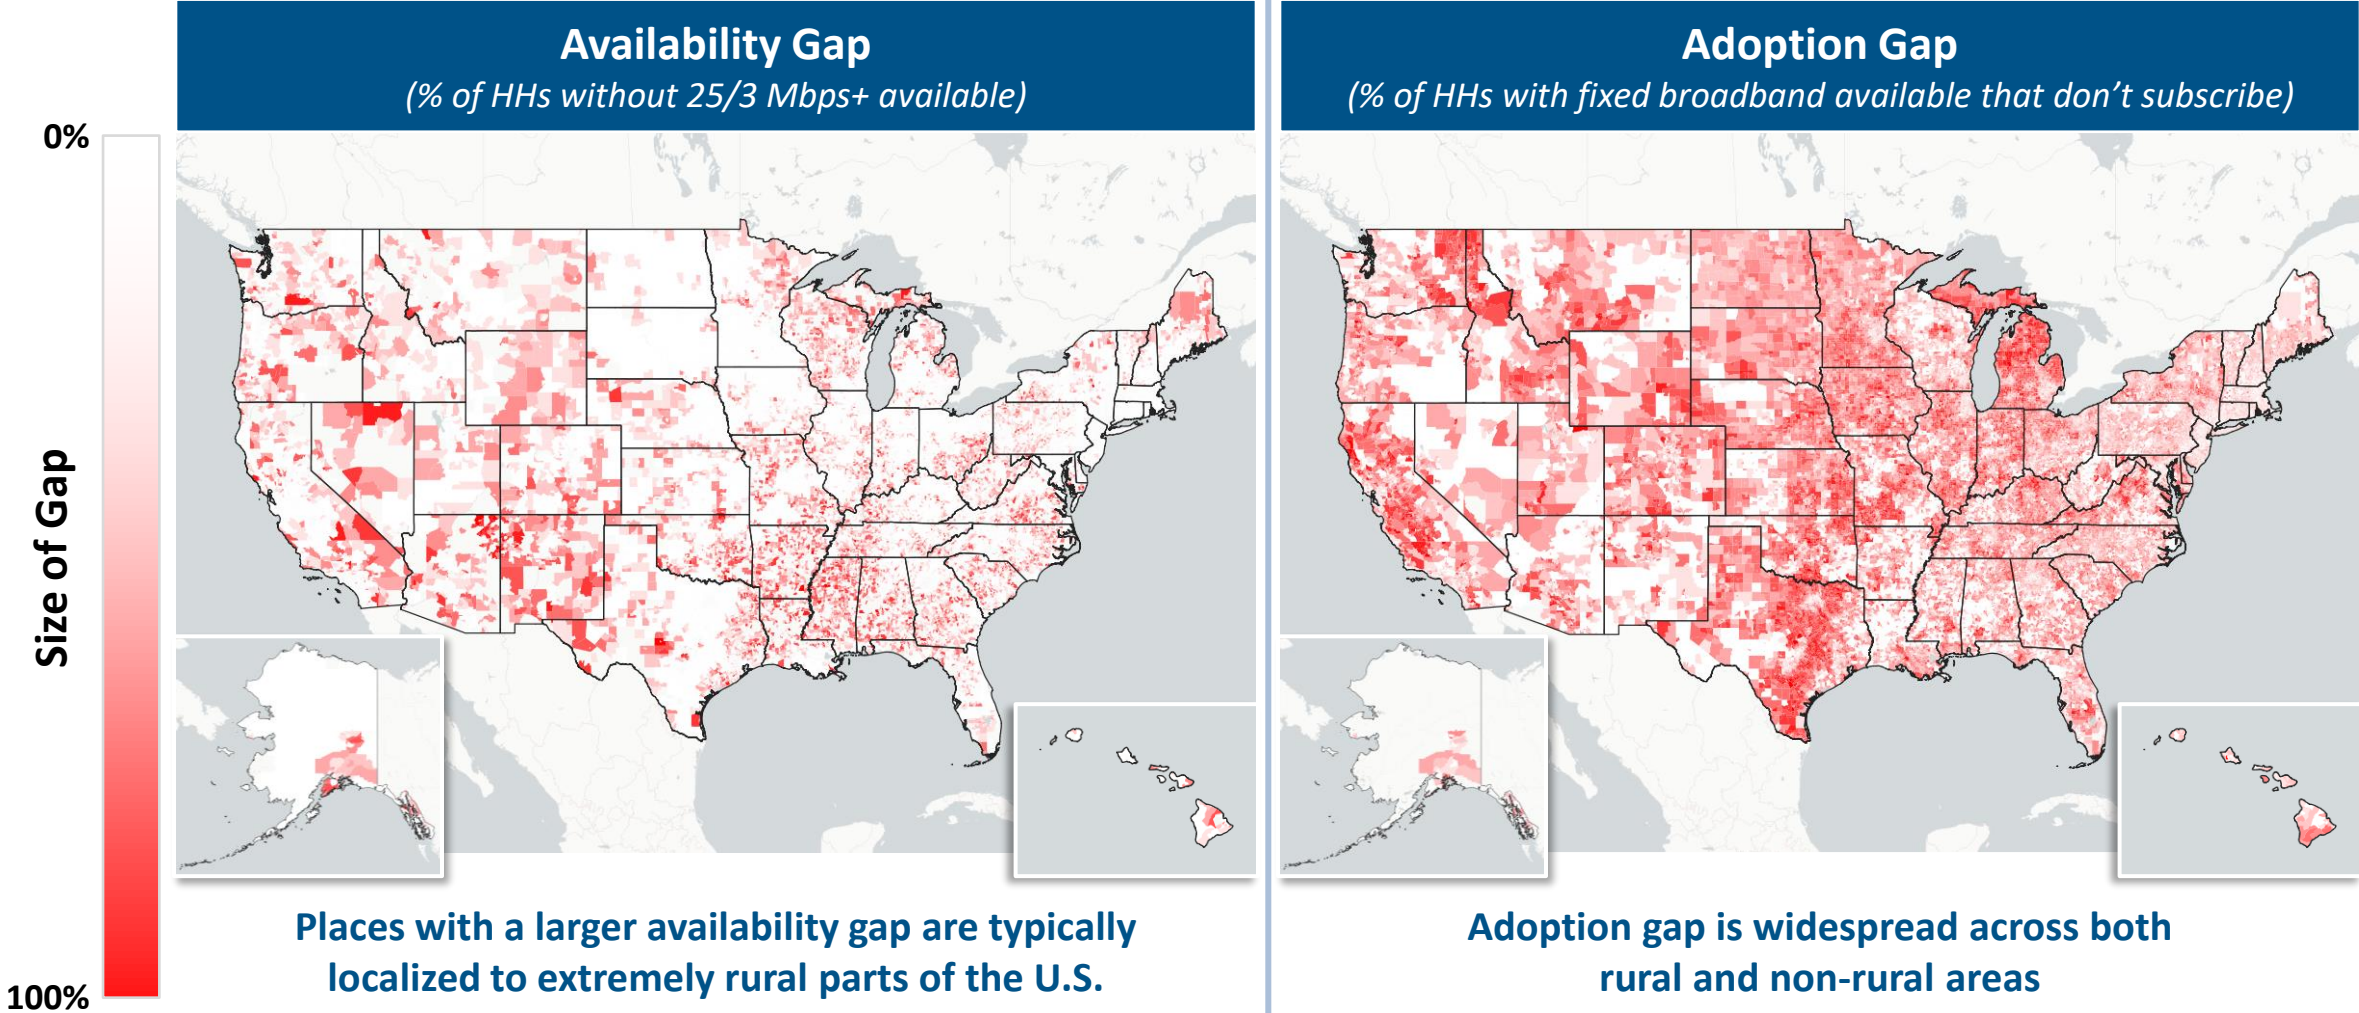 Availability Gap
(% of HHs without 25/3 Mbps+ available)
Adoption Gap
(% of HHs with fixed broadband available that don’t subscribe)
0%
Size of Gap
100%
Places with a larger availability gap are typically
localized to extremely rural parts of the U.S.
Adoption gap is widespread across both
rural and non-rural areas